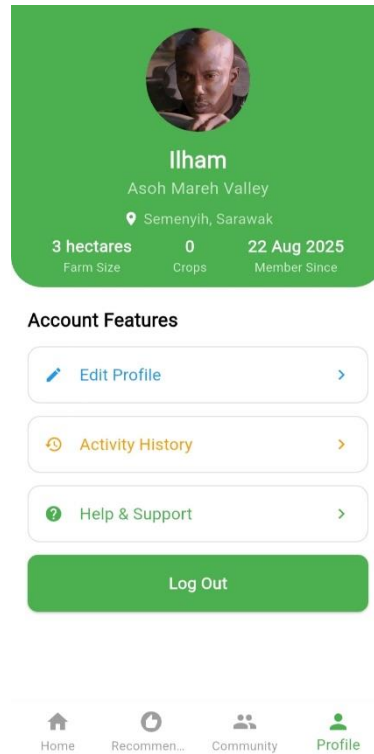 Ilham
Asoh Mareh Valley
Semenyih, Sarawak
3 hectares 0 22 Aug 2025
Farm Size Crops Member Since
Account Features
Edit Profile
Activity History
Help & Support
Log Out
Home Recommen... Community Profile